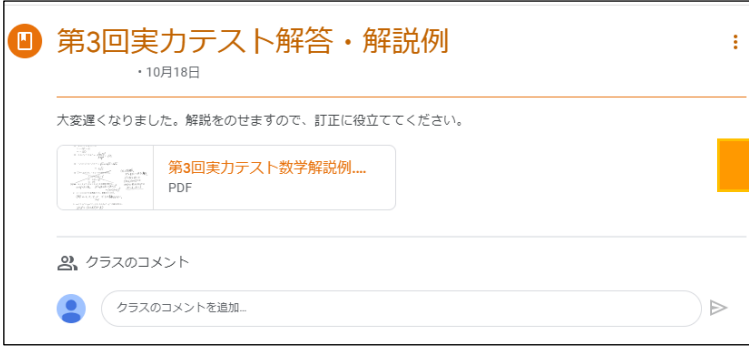 第3回実力テスト解答・解説例
・10月18日
大変遅くなりました。解説をのせますので、訂正に役立ててください。
第3回実力テスト数学解説例....
PDF
クラスのコメント
クラスのコメントを追加…